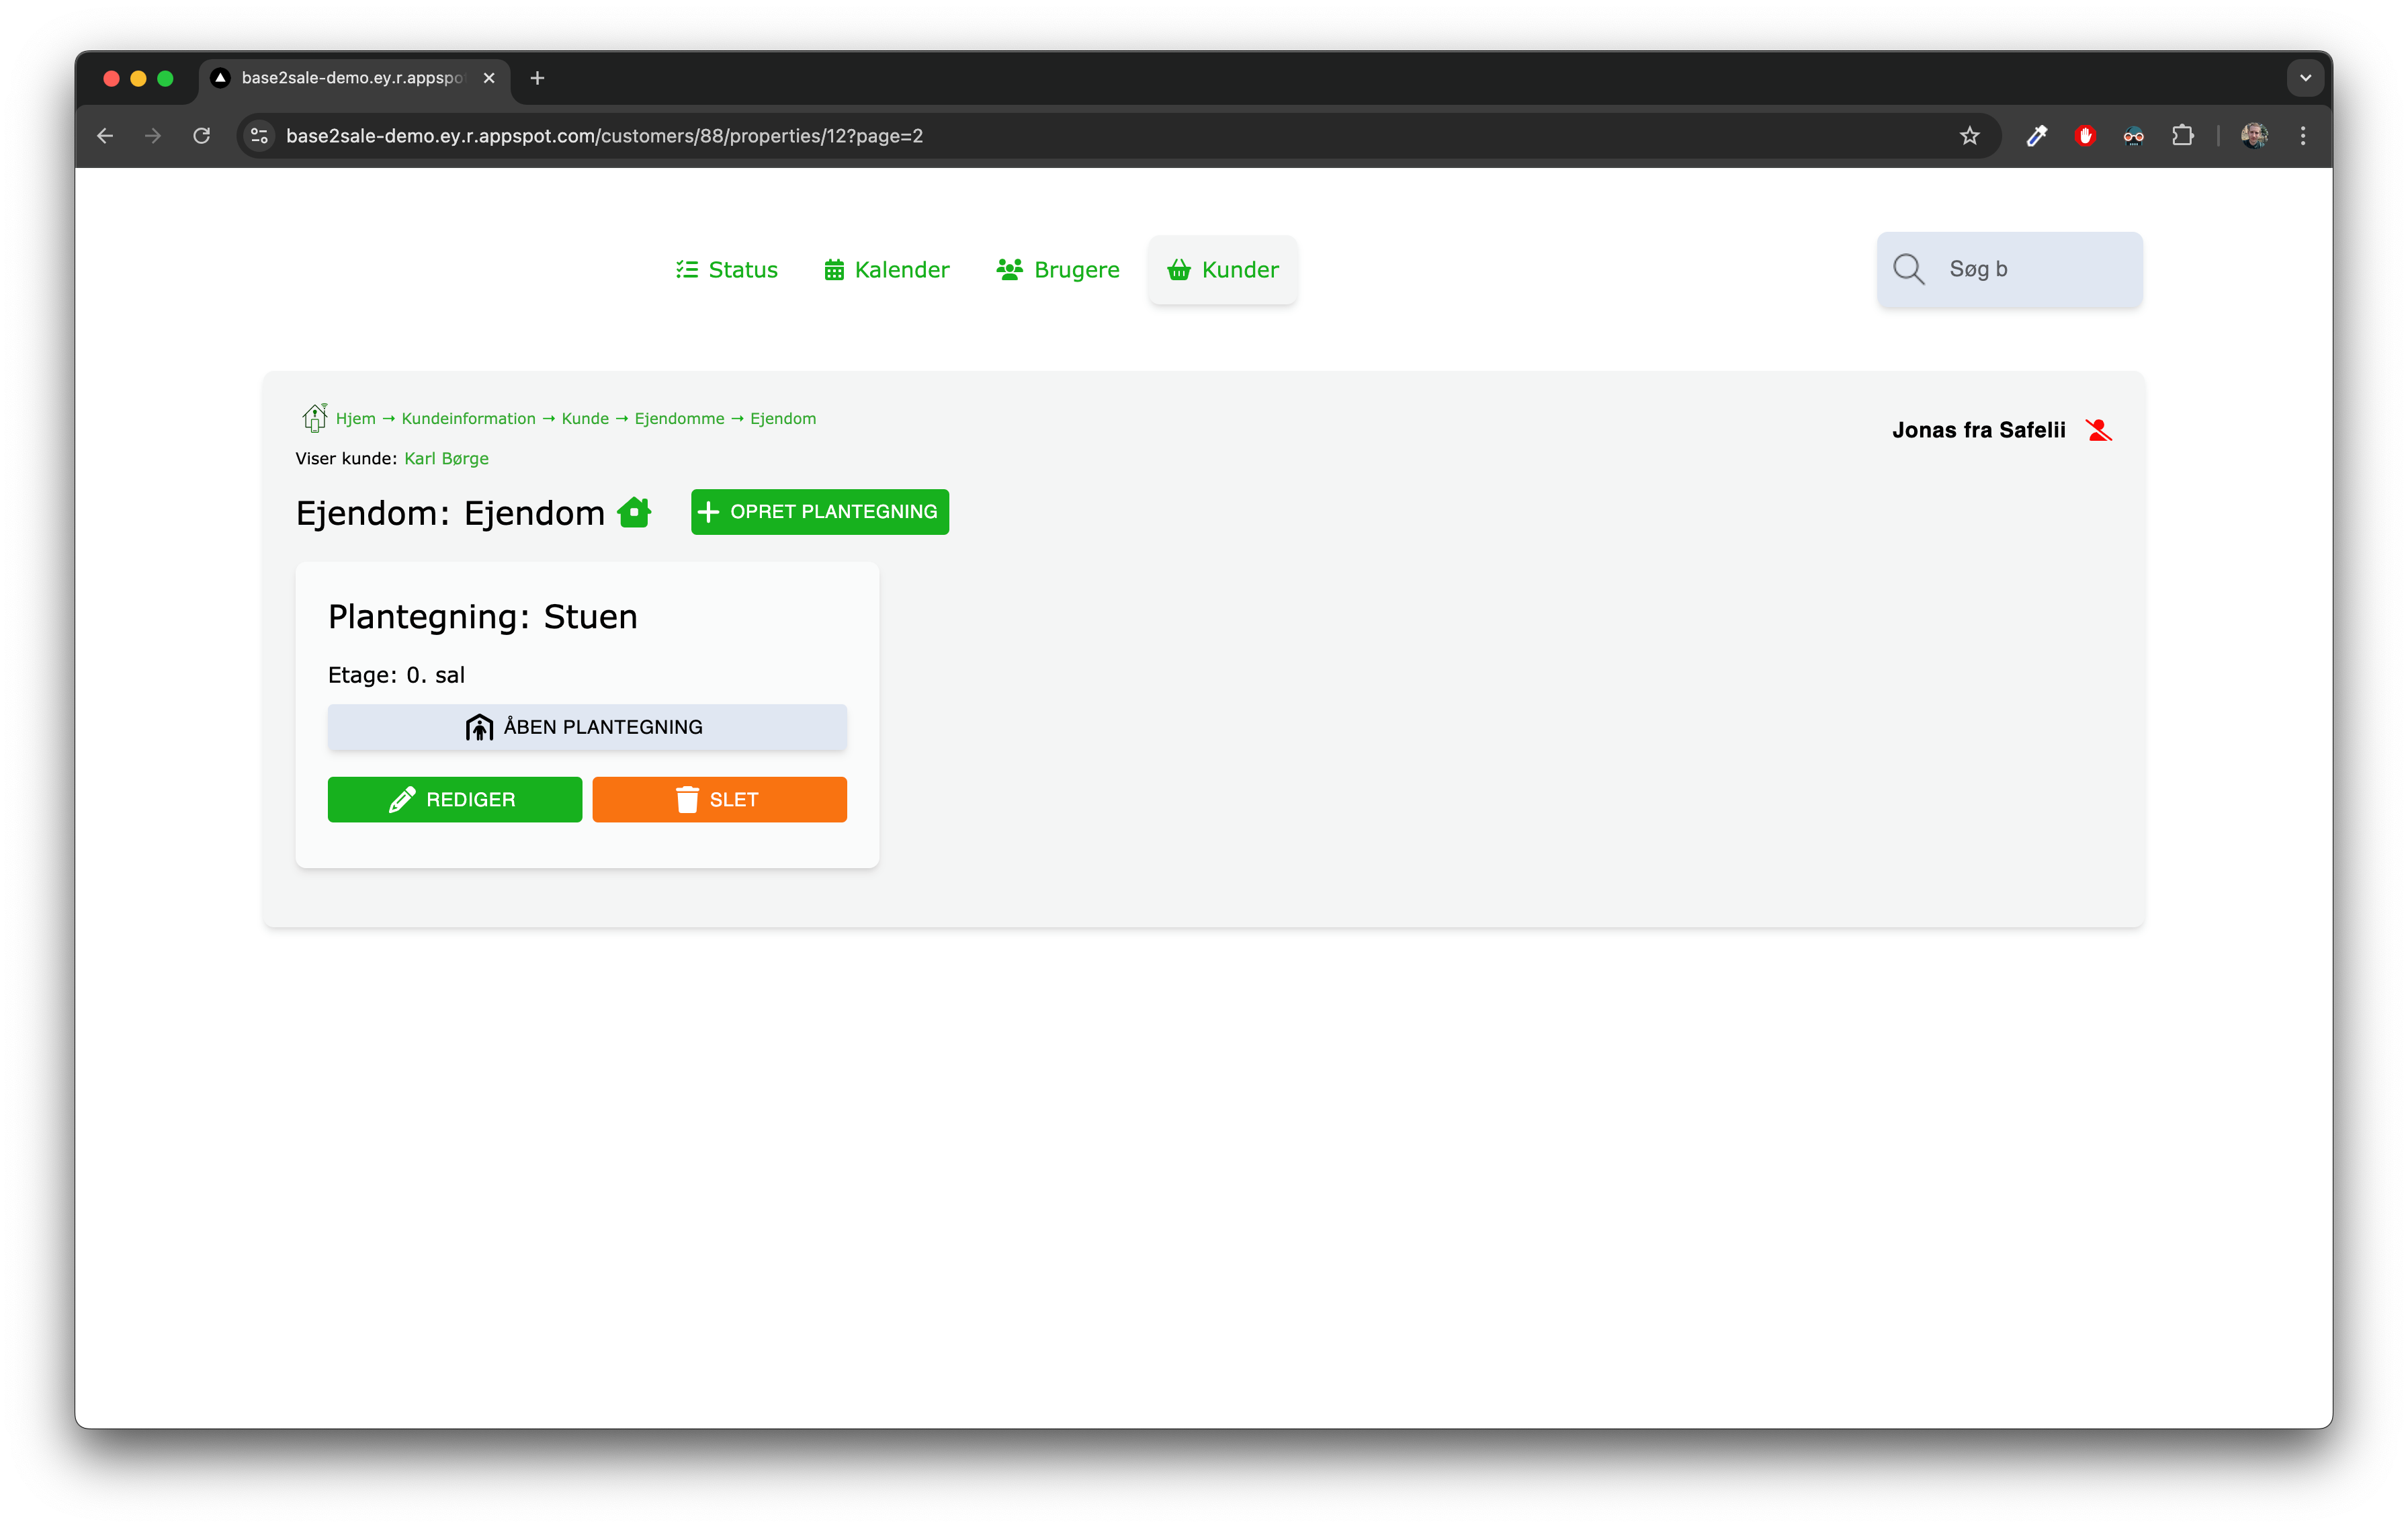 base2sale-demo.ey.r.appspo
base2sale-demo.ey.r.appspot.com/customers/88/properties/12?page=2
Status Kalender Brugere Kunder Søg b
Hjem → Kundeinformation → Kunde → Ejendomme → Ejendom
Jonas fra Safelii
Viser kunde: Karl Børge
Ejendom: Ejendom + OPRET PLANTEGNING
Plantegning: Stuen
Etage: 0. sal
ÅBEN PLANTEGNING
REDIGER SLET